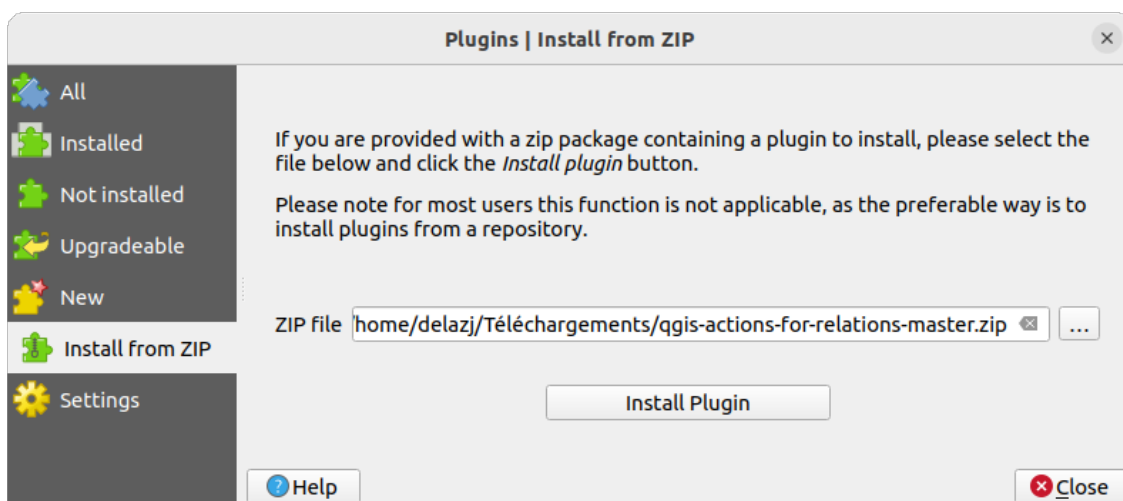 Plugins | Install from ZIP
All
Installed
Not installed
Upgradeable
New
Install from ZIP
Settings
If you are provided with a zip package containing a plugin to install, please select the
file below and click the Install plugin button.
Please note for most users this function is not applicable, as the preferable way is to
install plugins from a repository.
ZIP file /home/delazj/Téléchargements/qgis-actions-for-relations-master.zip ...
Install Plugin
Help
Close